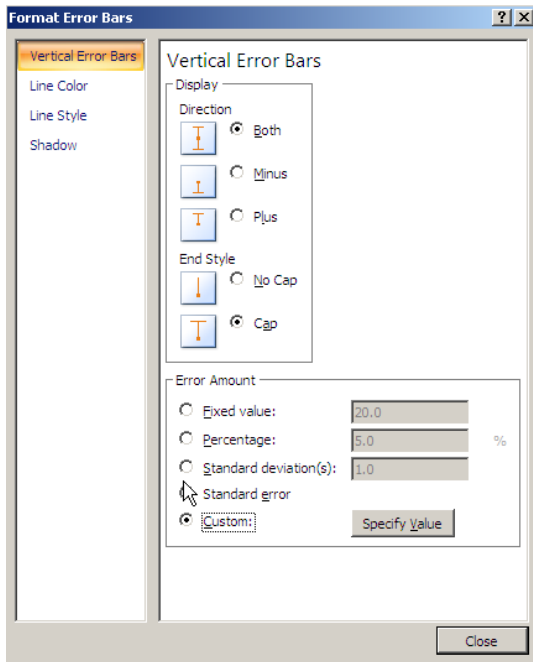 Format Error Bars
Vertical Error Bars
Line Color
Line Style
Shadow
Vertical Error Bars
Display
Direction
Both
Minus
Plus
End Style
No Cap
Cap
Error Amount
Fixed value: 20.0
Percentage: 5.0 %
Standard deviation(s): 1.0
Standard error
Custom: Specify Value
Close